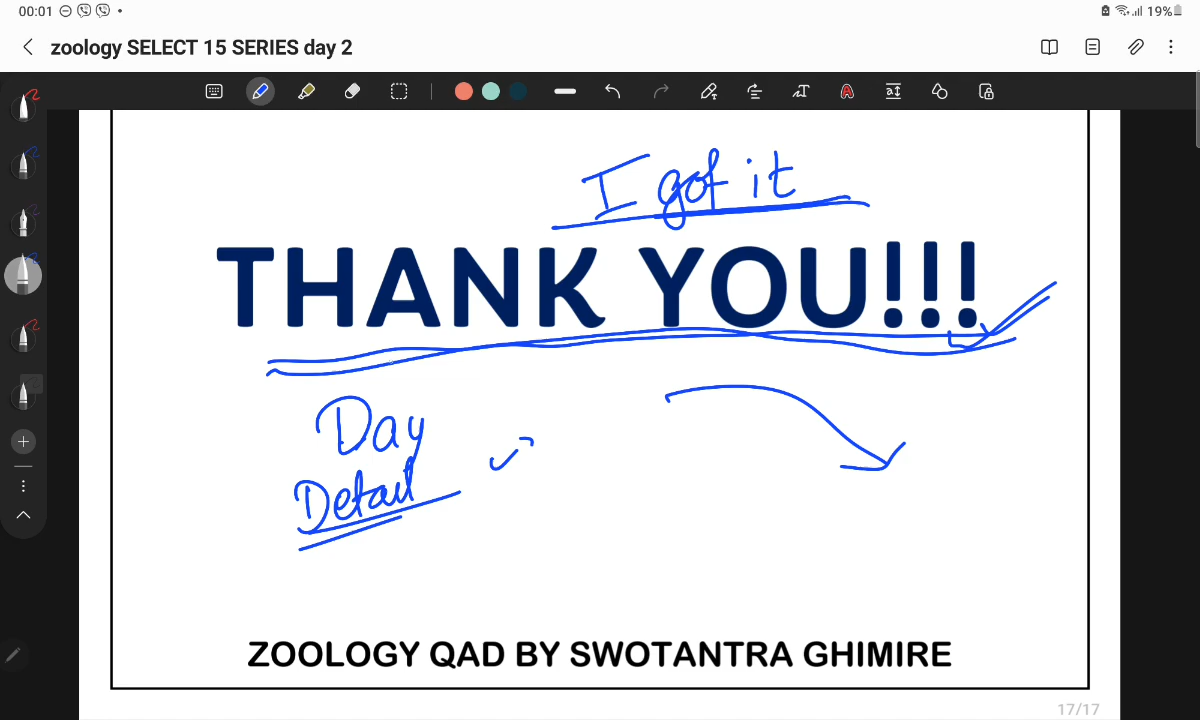 00:01
19%
zoology SELECT 15 SERIES day 2
I got it
THANK YOU!!!
Day
Detail
ZOOLOGY QAD BY SWOTANTRA GHIMIRE
17/17